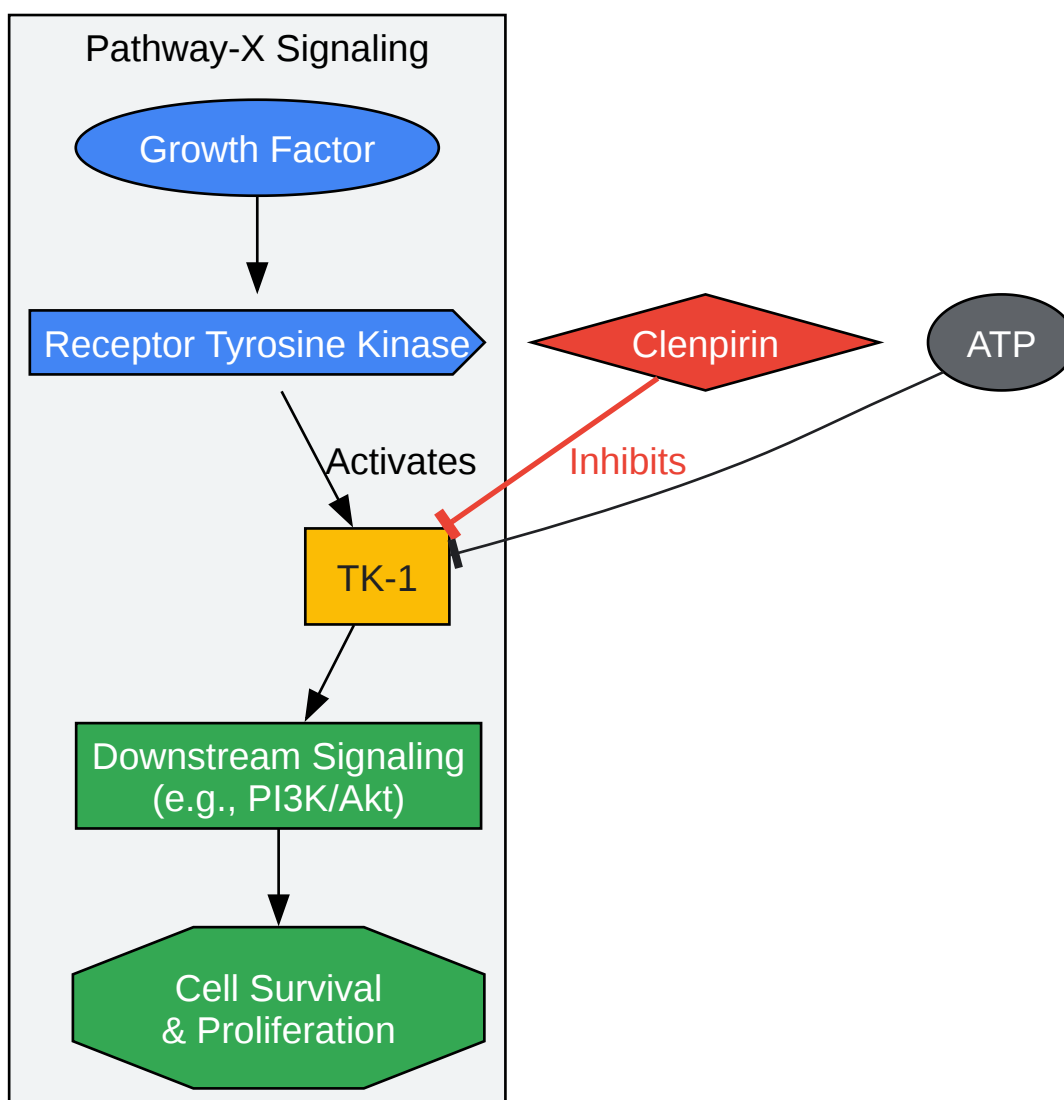 Pathway-X Signaling
Growth Factor
Receptor Tyrosine Kinase
Clenpirin
ATP
Activates
Inhibits
TK-1
Downstream Signaling
(e.g., PI3K/Akt)
Cell Survival
& Proliferation